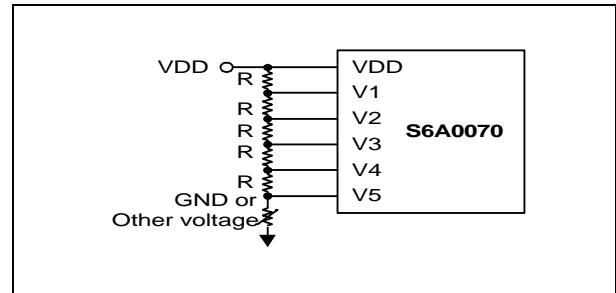 VDD VDD
R
V1
R
V2
R
S6A0070
V3
R
V4
R
V5
GND or
Other voltage